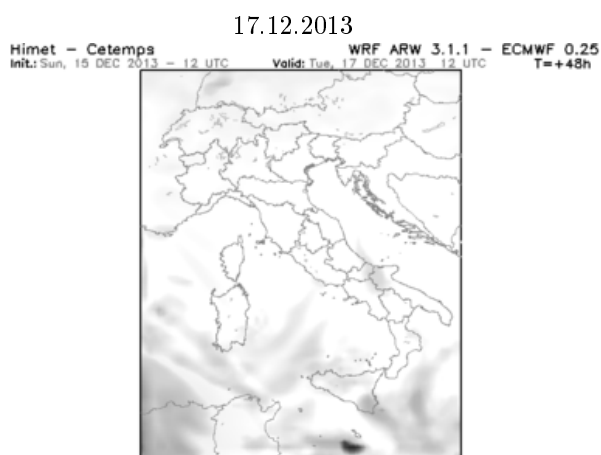 17.12.2013
Himet – Cetemps WRF ARW 3.1.1 – ECMWF 0.25
Init.: Sun, 15 DEC 2013 – 12 UTC Valid: Tue, 17 DEC 2013 12 UTC T=+48h